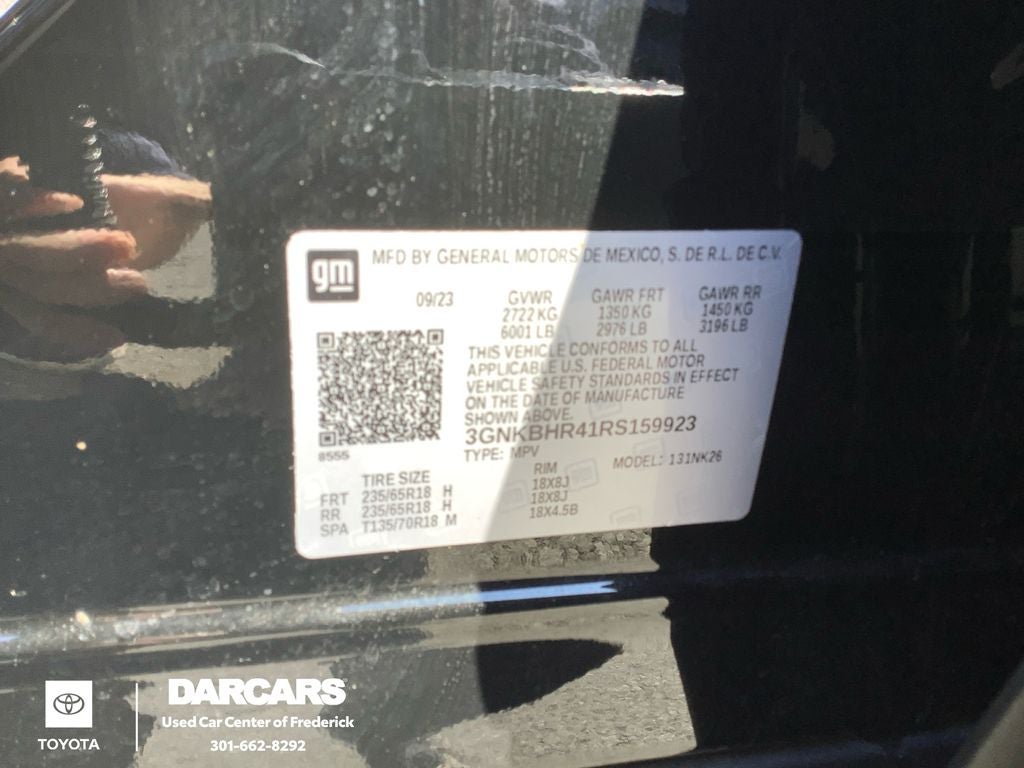 gm
MFD BY GENERAL MOTORS DE MEXICO, S. DE R.L. DE C.V.
09/23
GVWR GAWR FRT GAWR RR
2722 KG 1350 KG 1450 KG
6001 LB 2976 LB 3196 LB
THIS VEHICLE CONFORMS TO ALL
APPLICABLE U.S. FEDERAL MOTOR
VEHICLE SAFETY STANDARDS IN EFFECT
ON THE DATE OF MANUFACTURE
SHOWN ABOVE.
3GNKBHR41RS159923
8555
TYPE: MPV MODEL: 131NK26
TIRE SIZE RIM
FRT 235/65R18 H 18X8J
RR 235/65R18 H 18X8J
SPA T135/70R18 M 18X4.5B
TOYOTA
DARCARS
Used Car Center of Frederick
301-662-8292